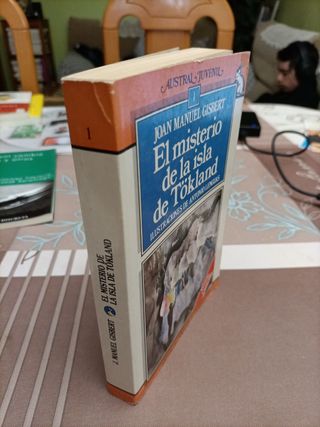 AUSTRAL JUVENIL
1
JOAN MANUEL GISBERT
El misterio
de la isla
de Tökland
ILUSTRACIONES DE ANTONIO LENGUAS
1
J. MANUEL GISBERT
EL MISTERIO DE
LA ISLA DE TÖKLAND